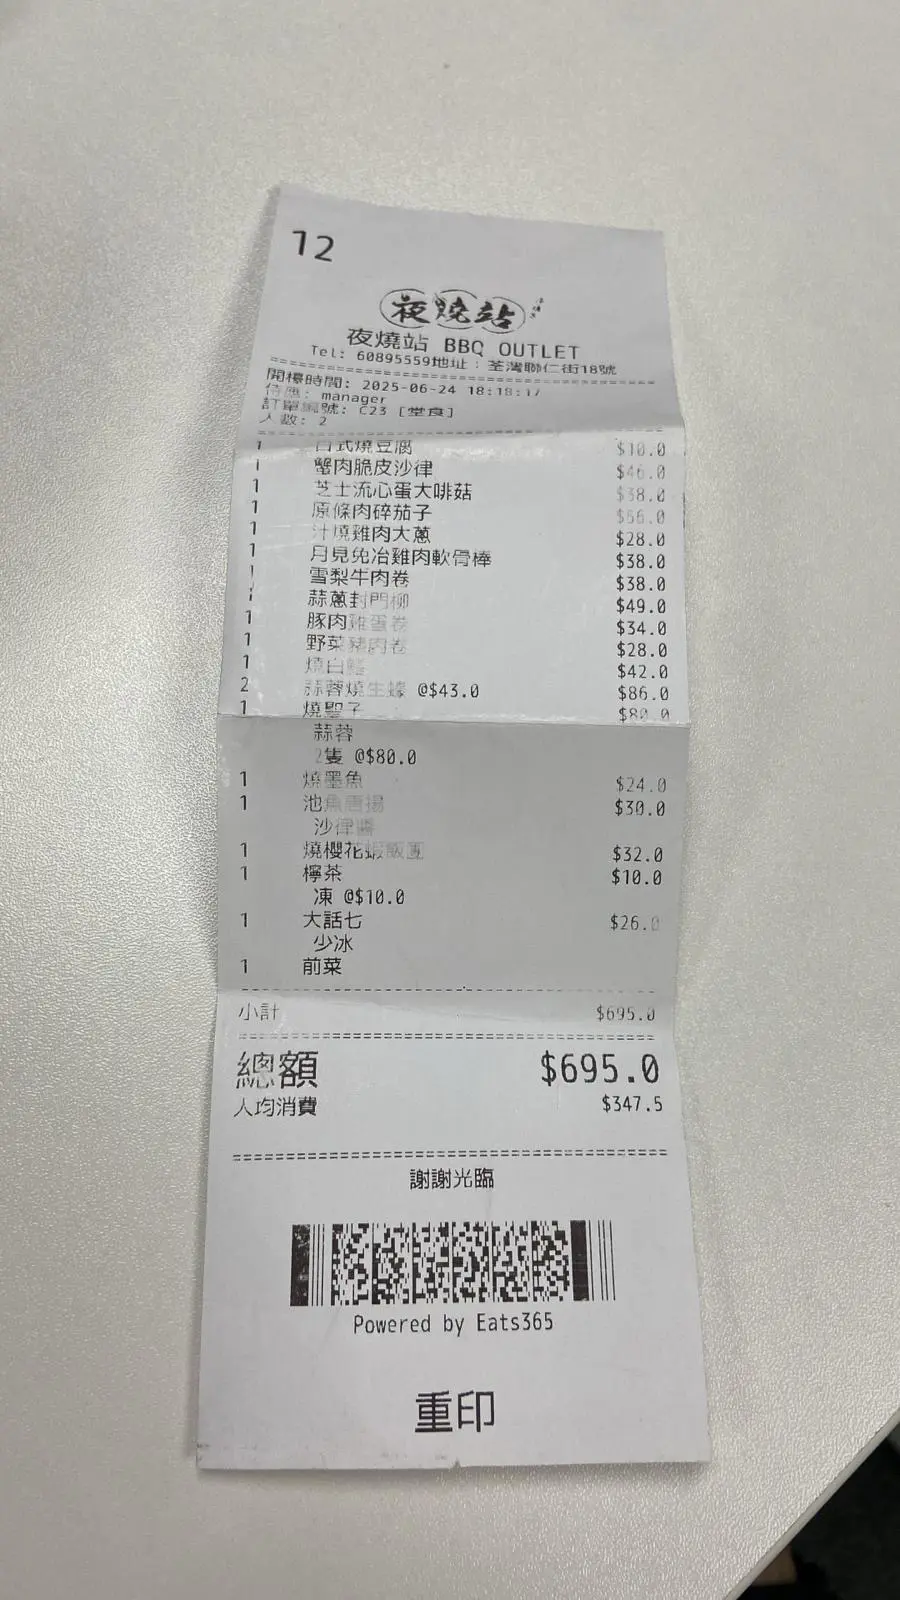 12
夜燒站
夜燒站 BBQ OUTLET
Tel: 60895559地址：荃灣聯仁街18號
開檯時間: 2025-06-24 18:18:17
侍應: manager
訂單編號: C23 [堂食]
人數: 2
1 日式燒豆腐 $10.0
1 蟹肉脆皮沙律 $46.0
1 芝士流心蛋大啡菇 $38.0
1 原條肉碎茄子 $66.0
1 汁燒雞肉大蔥 $28.0
1 月見免治雞肉軟骨棒 $38.0
1 雪梨牛肉卷 $38.0
1 蒜蔥封門柳 $49.0
1 豚肉雞蛋卷 $34.0
1 野菜豬肉卷 $28.0
1 燒白鱔 $42.0
2 蒜蓉燒生蠔 @$43.0 $86.0
1 燒聖子 $80.0
蒜蓉
2隻 @$80.0
1 燒墨魚 $24.0
1 池魚唐揚 $30.0
沙律醬
1 燒櫻花蝦飯團 $32.0
1 檸茶 $10.0
凍 @$10.0
1 大話七 $26.0
少冰
1 前菜
小計 $695.0
總額 $695.0
人均消費 $347.5
謝謝光臨
Powered by Eats365
重印